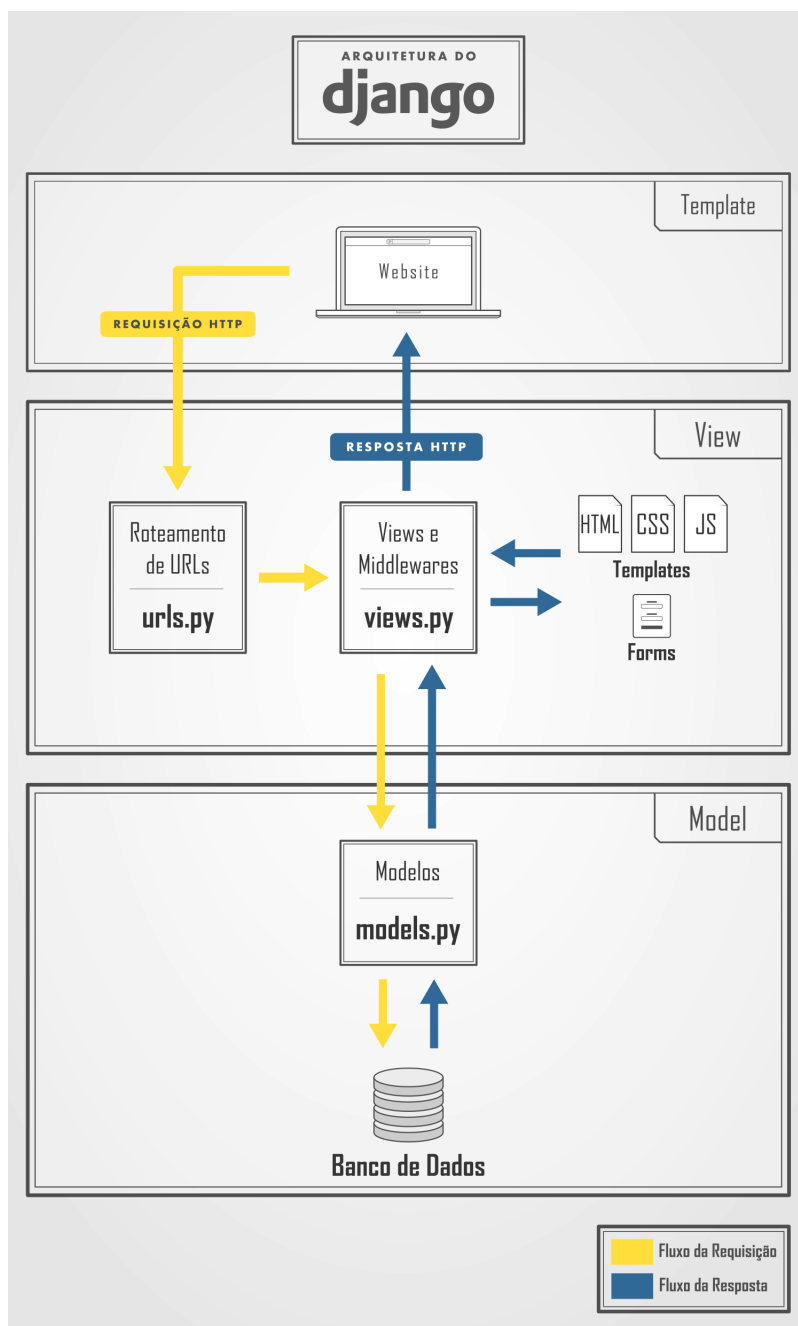 ARQUITETURA DO
django
Template
Website
REQUISIÇÃO HTTP
View
RESPOSTA HTTP
Roteamento
de URLs
urls.py
Views e
Middlewares
views.py
HTML
CSS
JS
Templates
Forms
Model
Modelos
models.py
Banco de Dados
Fluxo da Requisição
Fluxo da Resposta